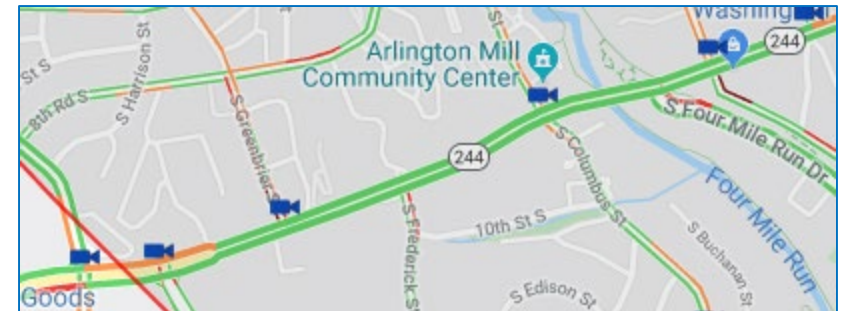 Washing
244
St S
S Harrison St
St
Arlington Mill
Community Center
8th Rd S
S Greenbrier S
S Four Mile Run Dr
244
S Columbus St
Four Mile Run
S Frederick St
10th St S
S Buchanan St
S Edison St
Goods